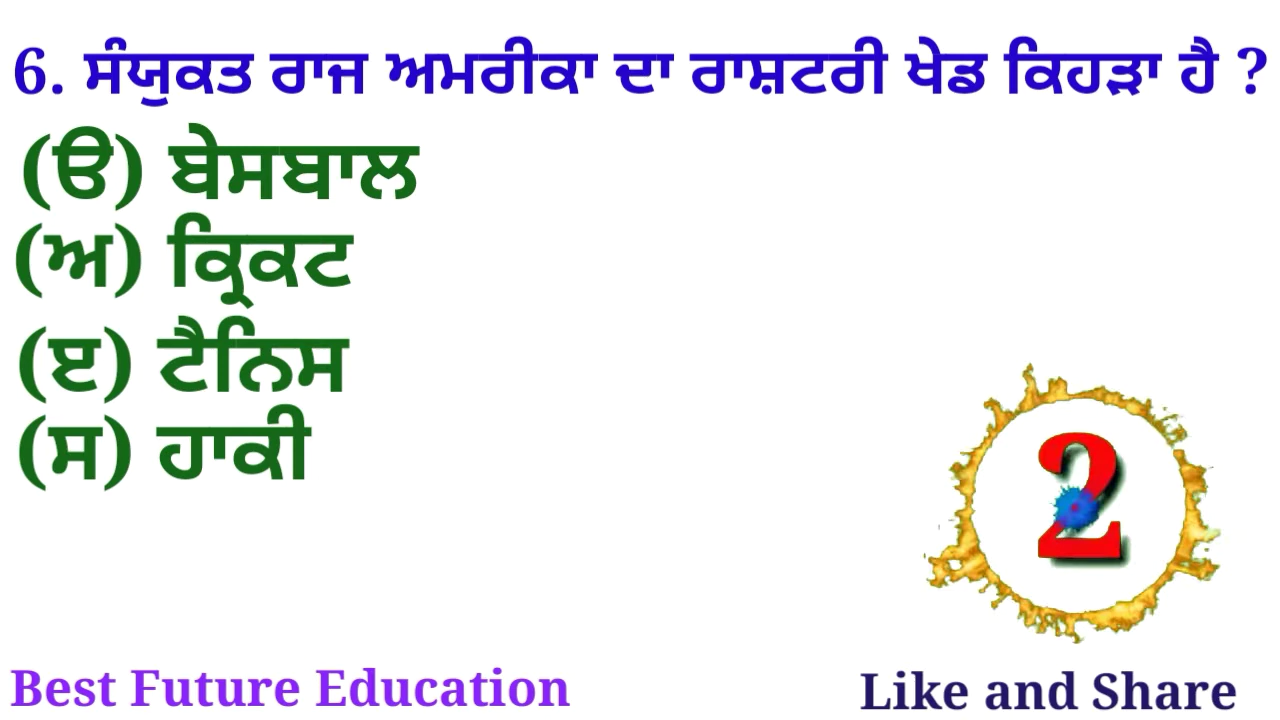 6. ਸੰਯੁਕਤ ਰਾਜ ਅਮਰੀਕਾ ਦਾ ਰਾਸ਼ਟਰੀ ਖੇਡ ਕਿਹੜਾ ਹੈ ?
(ੳ) ਬੇਸਬਾਲ
(ਅ) ਕ੍ਰਿਕਟ
(ੲ) ਟੈਨਿਸ
(ਸ) ਹਾਕੀ
2
Best Future Education
Like and Share